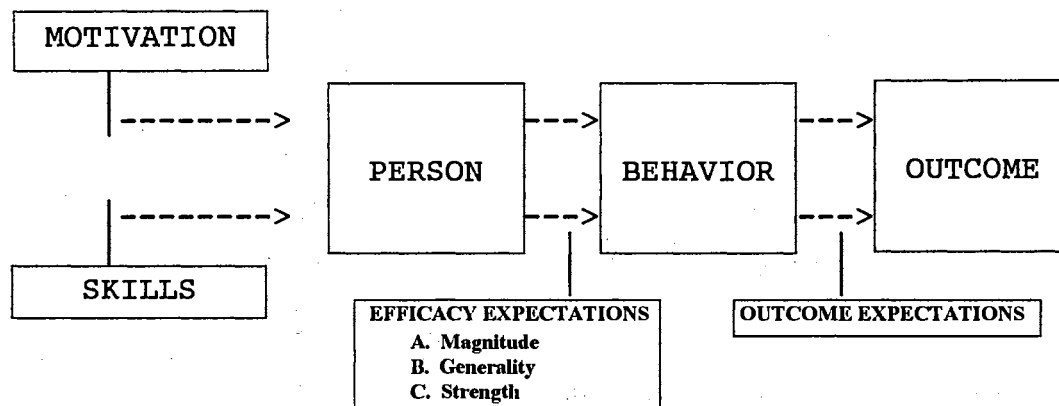 MOTIVATION
PERSON
BEHAVIOR
OUTCOME
SKILLS
EFFICACY EXPECTATIONS
A. Magnitude
B. Generality
C. Strength
OUTCOME EXPECTATIONS